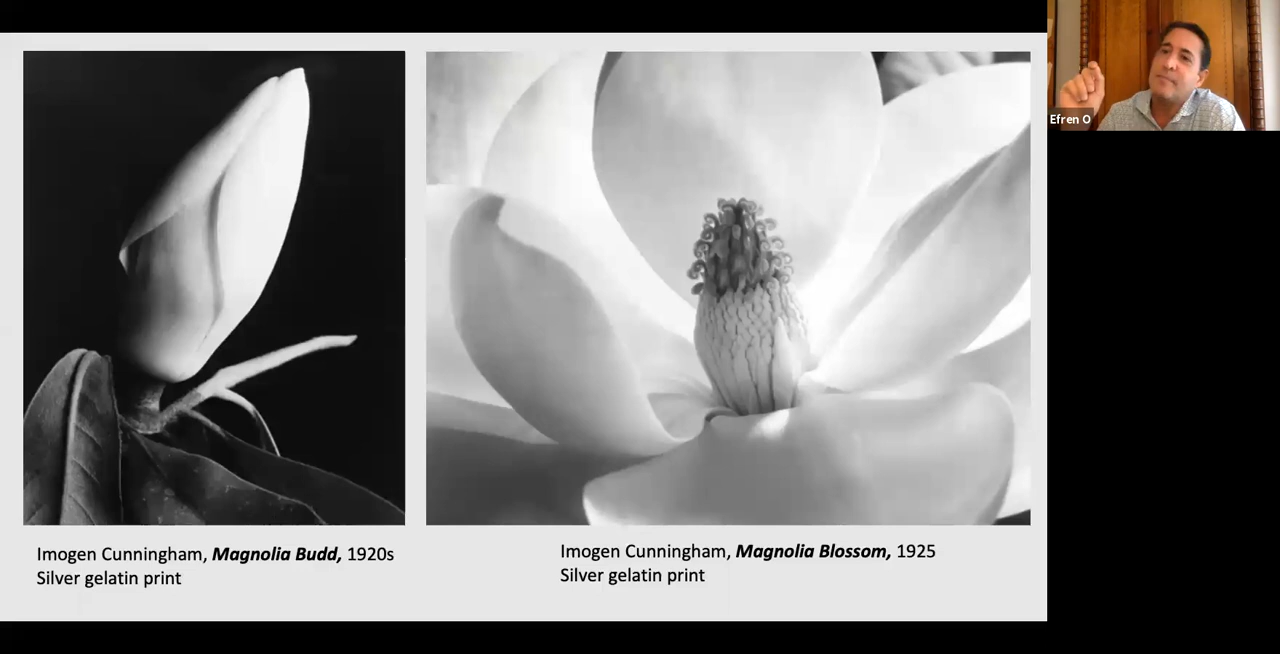 Efren O
Imogen Cunningham, Magnolia Budd, 1920s
Silver gelatin print
Imogen Cunningham, Magnolia Blossom, 1925
Silver gelatin print